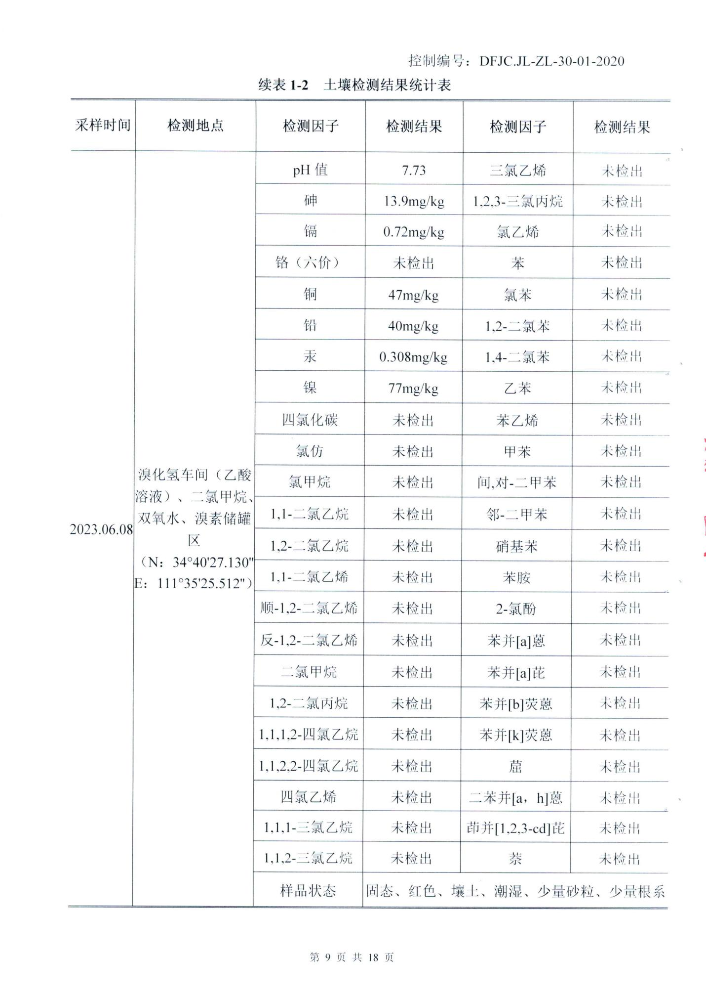 控制编号：DFJC.JL-ZL-30-01-2020
续表 1-2 土壤检测结果统计表
采样时间 检测地点 检测因子 检测结果 检测因子 检测结果
2023.06.08
溴化氢车间（乙酸
溶液）、二氯甲烷、
双氧水、溴素储罐
区
（N：34°40'27.130"
E：111°35'25.512"）
pH 值 7.73 三氯乙烯 未检出
砷 13.9mg/kg 1,2,3-三氯丙烷 未检出
镉 0.72mg/kg 氯乙烯 未检出
铬（六价） 未检出 苯 未检出
铜 47mg/kg 氯苯 未检出
铅 40mg/kg 1,2-二氯苯 未检出
汞 0.308mg/kg 1,4-二氯苯 未检出
镍 77mg/kg 乙苯 未检出
四氯化碳 未检出 苯乙烯 未检出
氯仿 未检出 甲苯 未检出
氯甲烷 未检出 间,对-二甲苯 未检出
1,1-二氯乙烷 未检出 邻-二甲苯 未检出
1,2-二氯乙烷 未检出 硝基苯 未检出
1,1-二氯乙烯 未检出 苯胺 未检出
顺-1,2-二氯乙烯 未检出 2-氯酚 未检出
反-1,2-二氯乙烯 未检出 苯并[a]蒽 未检出
二氯甲烷 未检出 苯并[a]芘 未检出
1,2-二氯丙烷 未检出 苯并[b]荧蒽 未检出
1,1,1,2-四氯乙烷 未检出 苯并[k]荧蒽 未检出
1,1,2,2-四氯乙烷 未检出 䓛 未检出
四氯乙烯 未检出 二苯并[a，h]蒽 未检出
1,1,1-三氯乙烷 未检出 茚并[1,2,3-cd]芘 未检出
1,1,2-三氯乙烷 未检出 萘 未检出
样品状态 固态、红色、壤土、潮湿、少量砂粒、少量根系
第 9 页 共 18 页